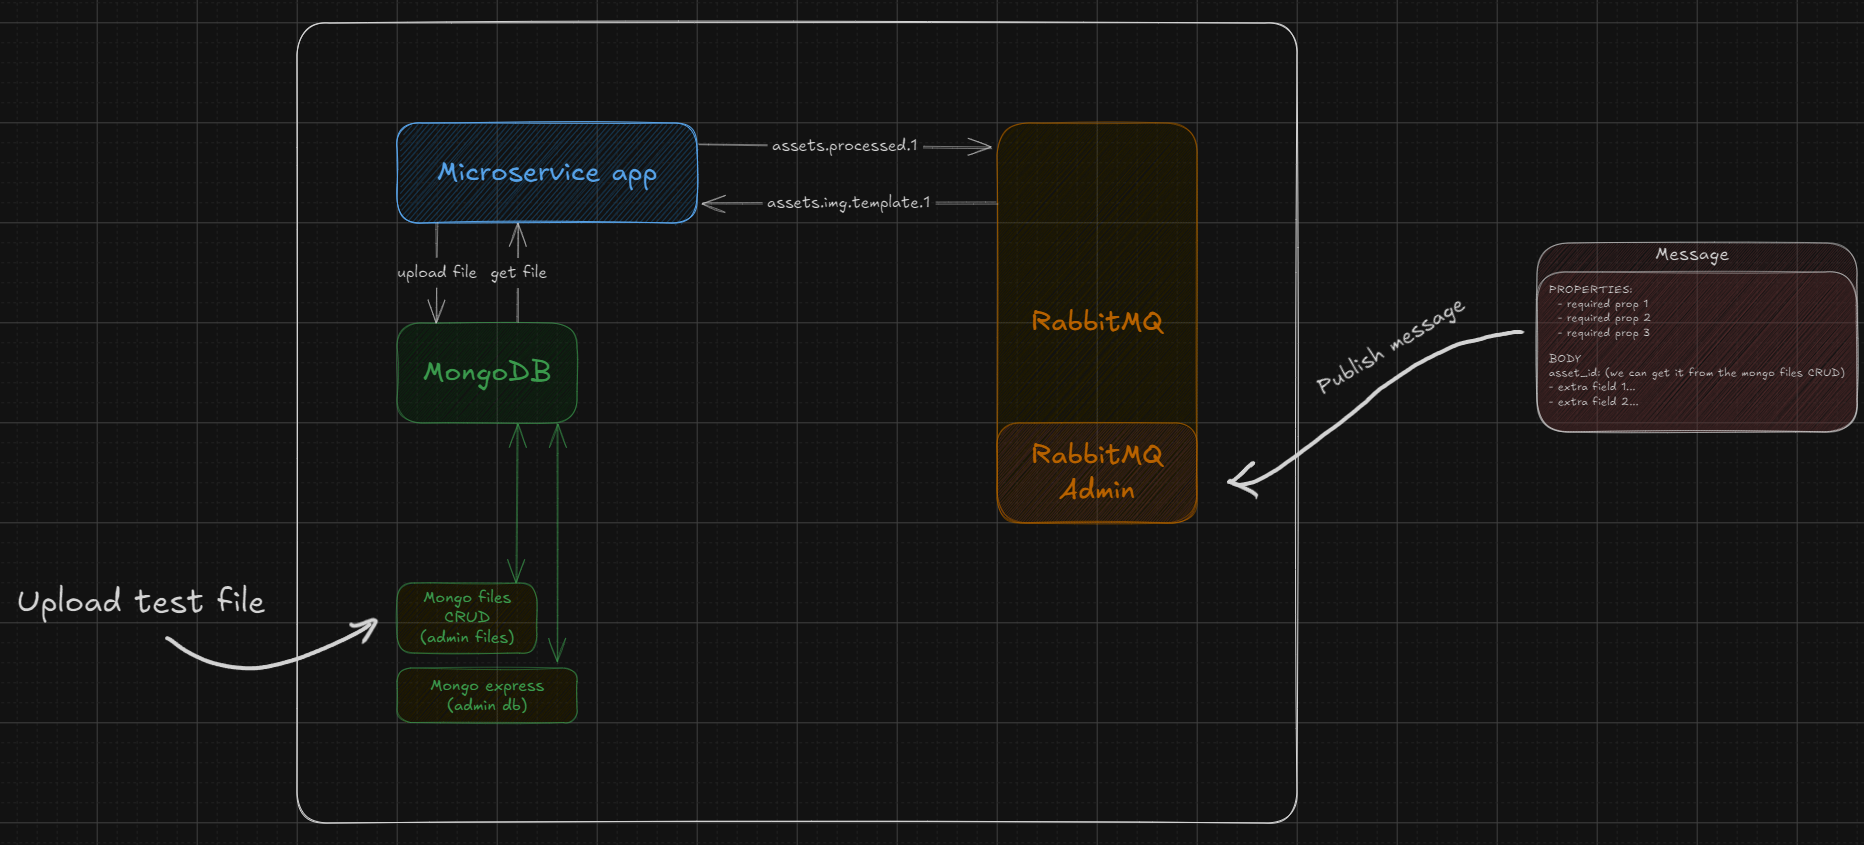 Microservice app
assets.processed.1
assets.img.template.1
upload file
get file
MongoDB
RabbitMQ
RabbitMQ
Admin
Publish message
Message
PROPERTIES:
- required prop 1
- required prop 2
- required prop 3
BODY
asset_id: (we can get it from the mongo files CRUD)
- extra field 1...
- extra field 2...
Upload test file
Mongo files
CRUD
(admin files)
Mongo express
(admin db)